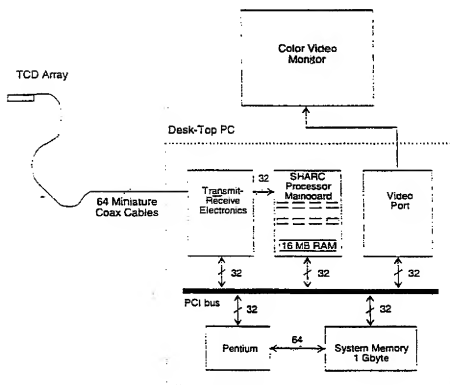 Color Video
Monitor
TCD Array
Desk-Top PC
64 Miniature
Coax Cables
Transmit-
Receive
Electronics
32
SHARC
Processor
Mainboard
16 MB RAM
Video
Port
32
32
32
PCI bus
32
32
Pentium
64
System Memory
1 Gbyte